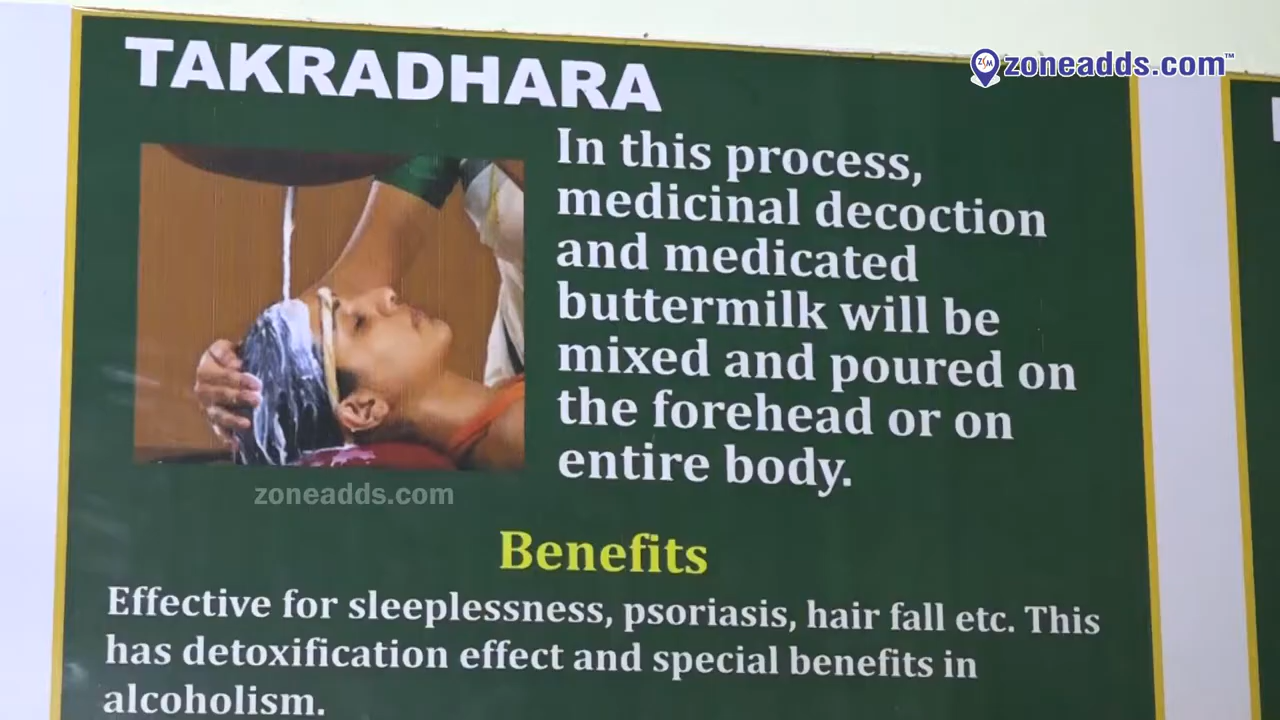 zoneadds.com™
TAKRADHARA
In this process,
medicinal decoction
and medicated
buttermilk will be
mixed and poured on
the forehead or on
entire body.
zoneadds.com
Benefits
Effective for sleeplessness, psoriasis, hair fall etc. This
has detoxification effect and special benefits in
alcoholism.